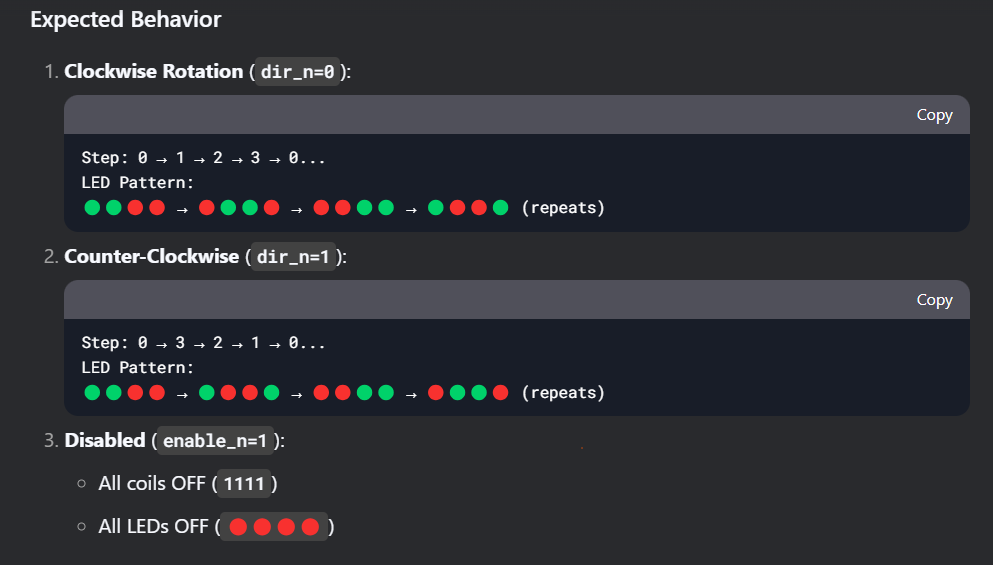 Expected Behavior
1. Clockwise Rotation (dir_n=0):
Copy
Step: 0 → 1 → 2 → 3 → 0...
LED Pattern:
🟢🟢🔴🔴 → 🔴🟢🟢🔴 → 🔴🔴🟢🟢 → 🟢🔴🔴🟢 (repeats)
2. Counter-Clockwise (dir_n=1):
Copy
Step: 0 → 3 → 2 → 1 → 0...
LED Pattern:
🟢🟢🔴🔴 → 🟢🔴🔴🟢 → 🔴🔴🟢🟢 → 🔴🟢🟢🔴 (repeats)
3. Disabled (enable_n=1):
○ All coils OFF (1111)
○ All LEDs OFF (🔴🔴🔴🔴)